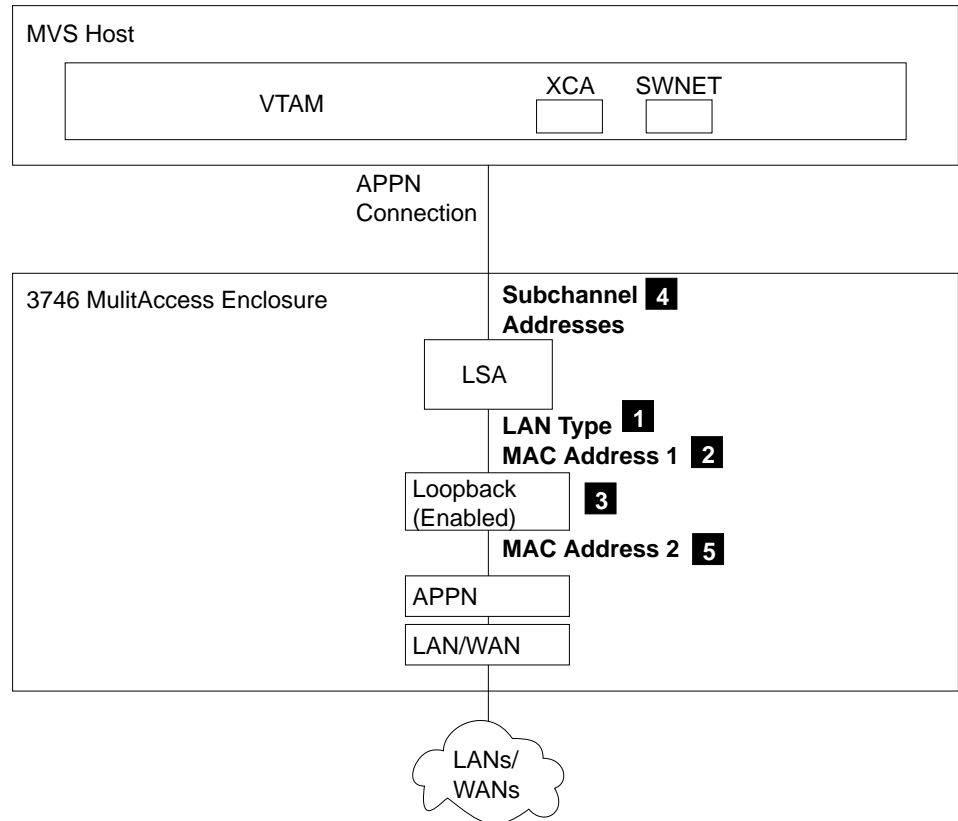 MVS Host
XCA SWNET
VTAM
APPN
Connection
3746 MulitAccess Enclosure
Subchannel 4
Addresses
LSA
LAN Type 1
MAC Address 1 2
Loopback
(Enabled)
3
MAC Address 2 5
APPN
LAN/WAN
LANs/
WANs